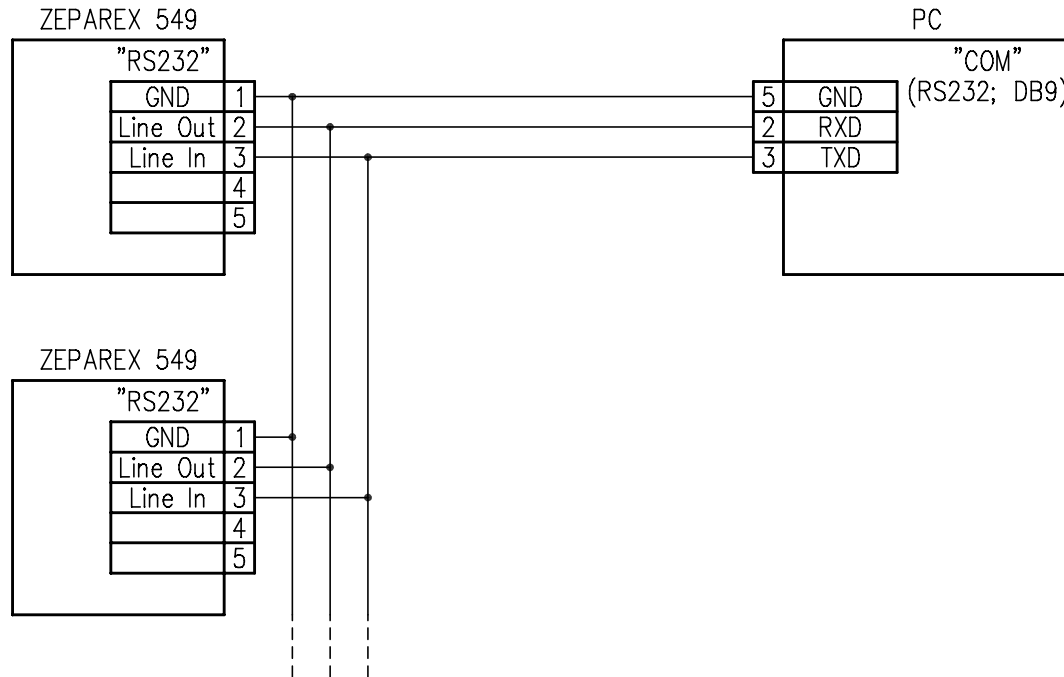 ZEPAREX 549
"RS232"
GND 1
Line Out 2
Line In 3
4
5
PC
"COM"
(RS232; DB9)
5 GND
2 RXD
3 TXD
ZEPAREX 549
"RS232"
GND 1
Line Out 2
Line In 3
4
5